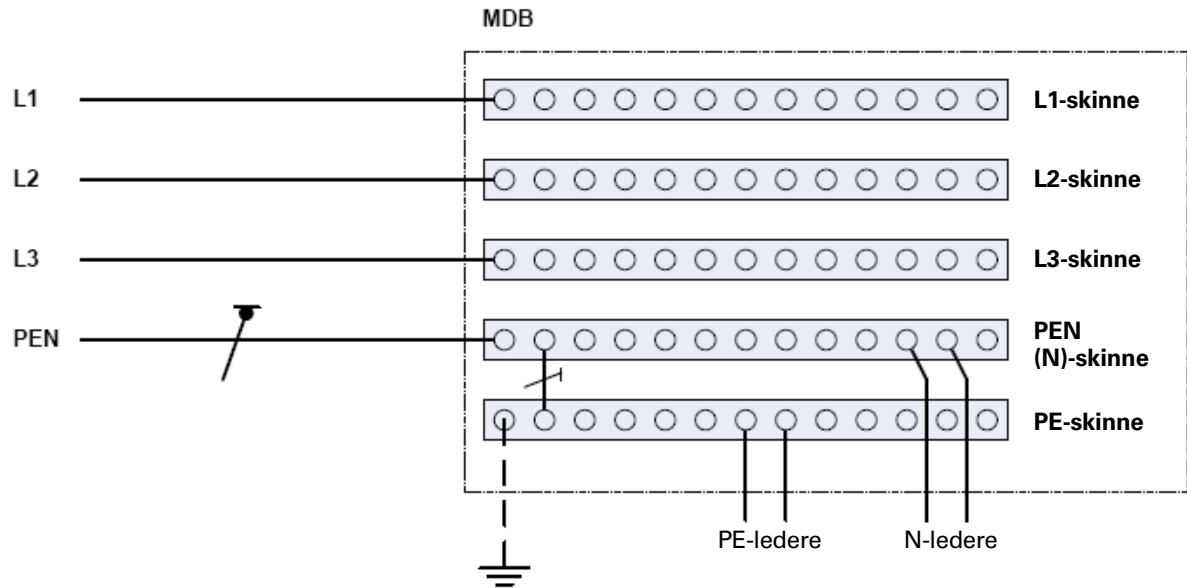 MDB
L1
L1-skinne
L2
L2-skinne
L3
L3-skinne
PEN
PEN
(N)-skinne
PE-skinne
PE-ledere
N-ledere